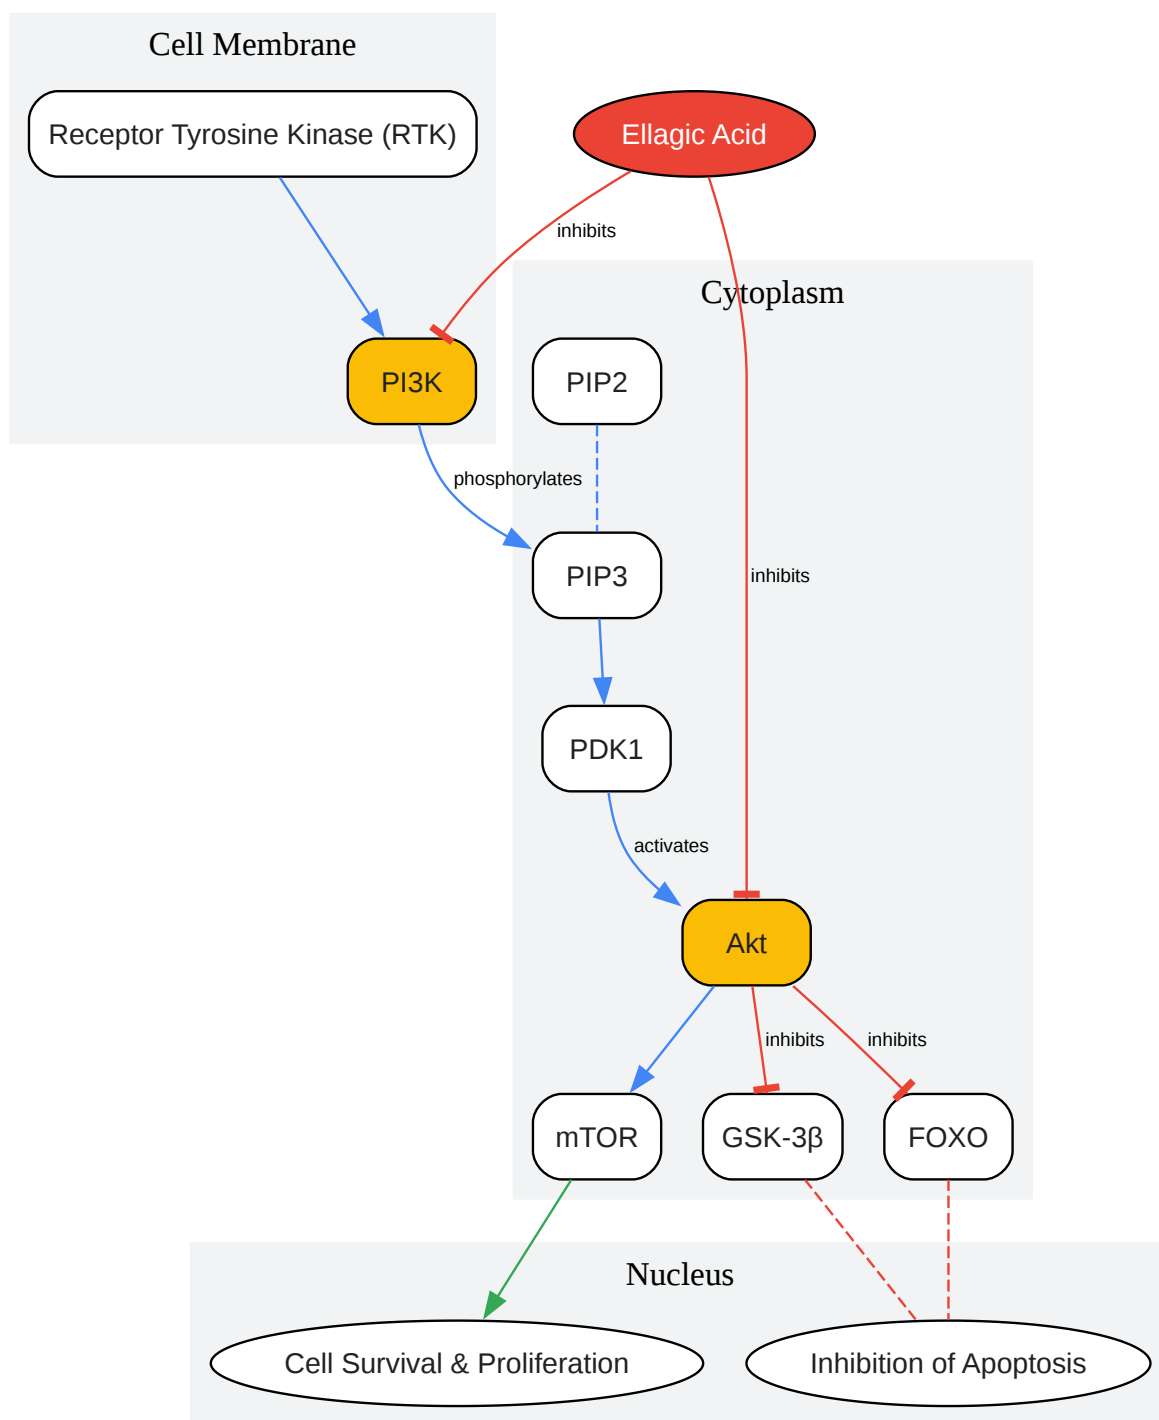 Cell Membrane
Receptor Tyrosine Kinase (RTK)
Ellagic Acid
inhibits
Cytoplasm
PI3K
PIP2
phosphorylates
PIP3
inhibits
PDK1
activates
Akt
inhibits
inhibits
mTOR
GSK-3β
FOXO
Nucleus
Cell Survival & Proliferation
Inhibition of Apoptosis